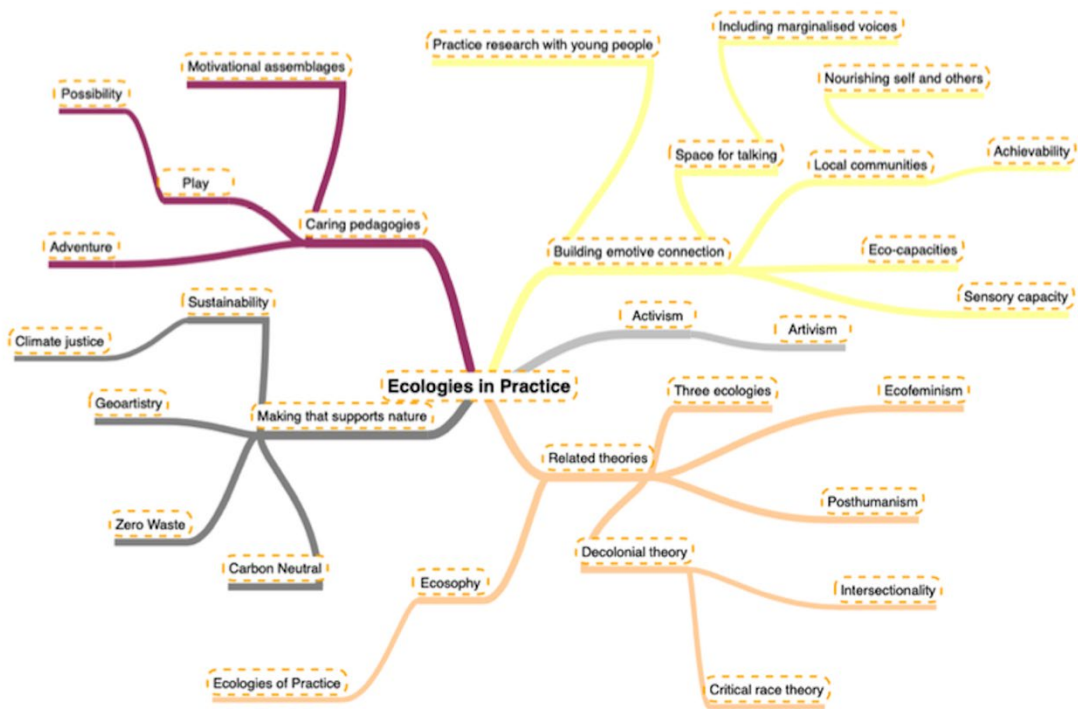 Including marginalised voices
Practice research with young people
Motivational assemblages
Nourishing self and others
Possibility
Space for talking
Achievability
Local communities
Play
Caring pedagogies
Adventure
Building emotive connection
Eco-capacities
Sensory capacity
Sustainability
Activism
Artivism
Climate justice
Ecologies in Practice
Three ecologies
Ecofeminism
Geoartistry
Making that supports nature
Related theories
Posthumanism
Zero Waste
Decolonial theory
Carbon Neutral
Ecosophy
Intersectionality
Ecologies of Practice
Critical race theory